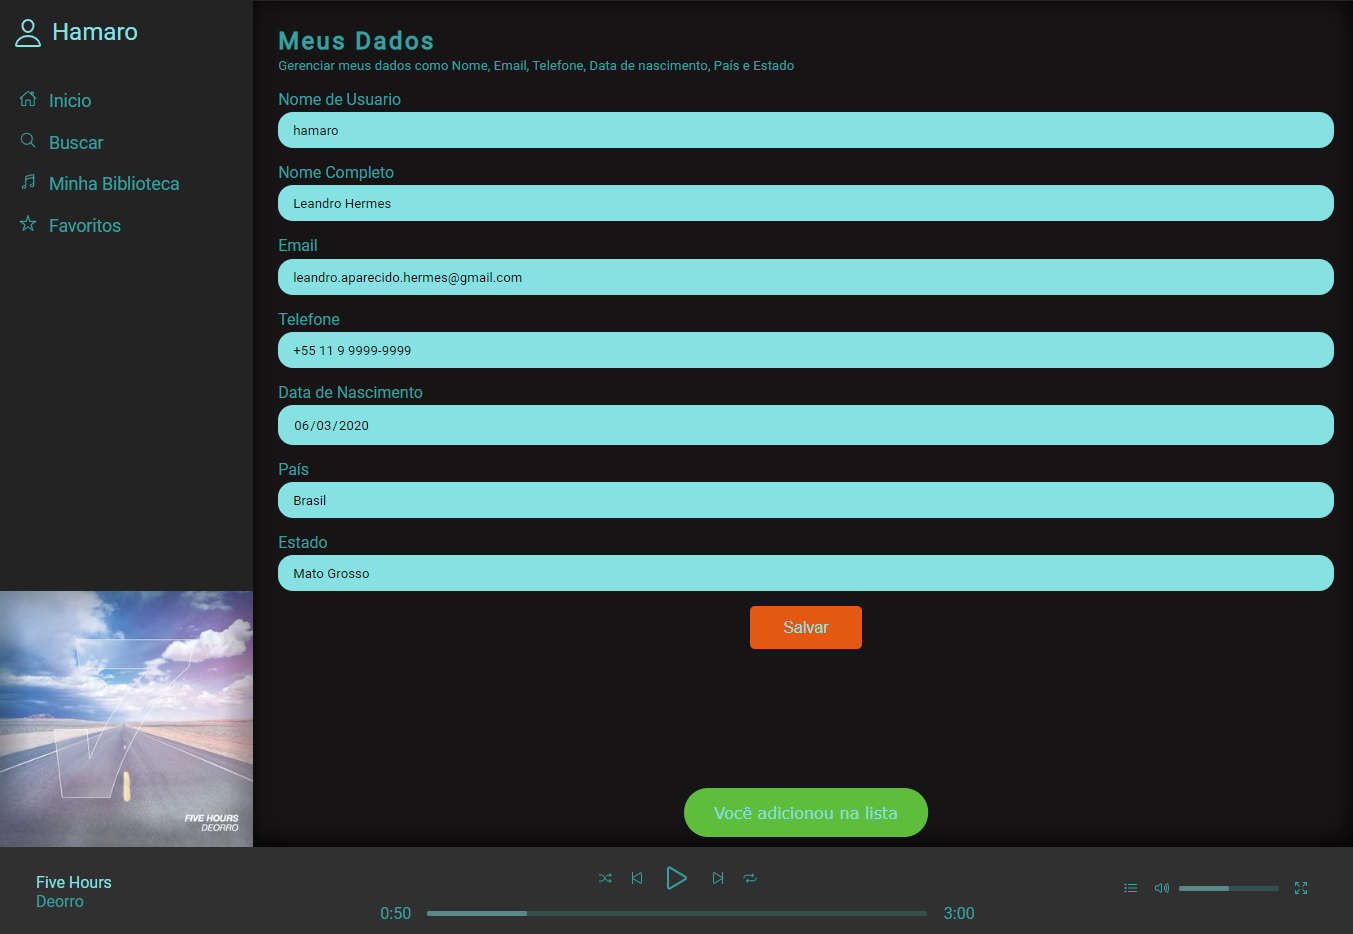 Hamaro
Inicio
Buscar
Minha Biblioteca
Favoritos
Meus Dados
Gerenciar meus dados como Nome, Email, Telefone, Data de nascimento, País e Estado
Nome de Usuario
hamaro
Nome Completo
Leandro Hermes
Email
leandro.aparecido.hermes@gmail.com
Telefone
+55 11 9 9999-9999
Data de Nascimento
06/03/2020
País
Brasil
Estado
Mato Grosso
Salvar
Você adicionou na lista
FIVE HOURS
DEORRO
Five Hours
Deorro
0:50
3:00